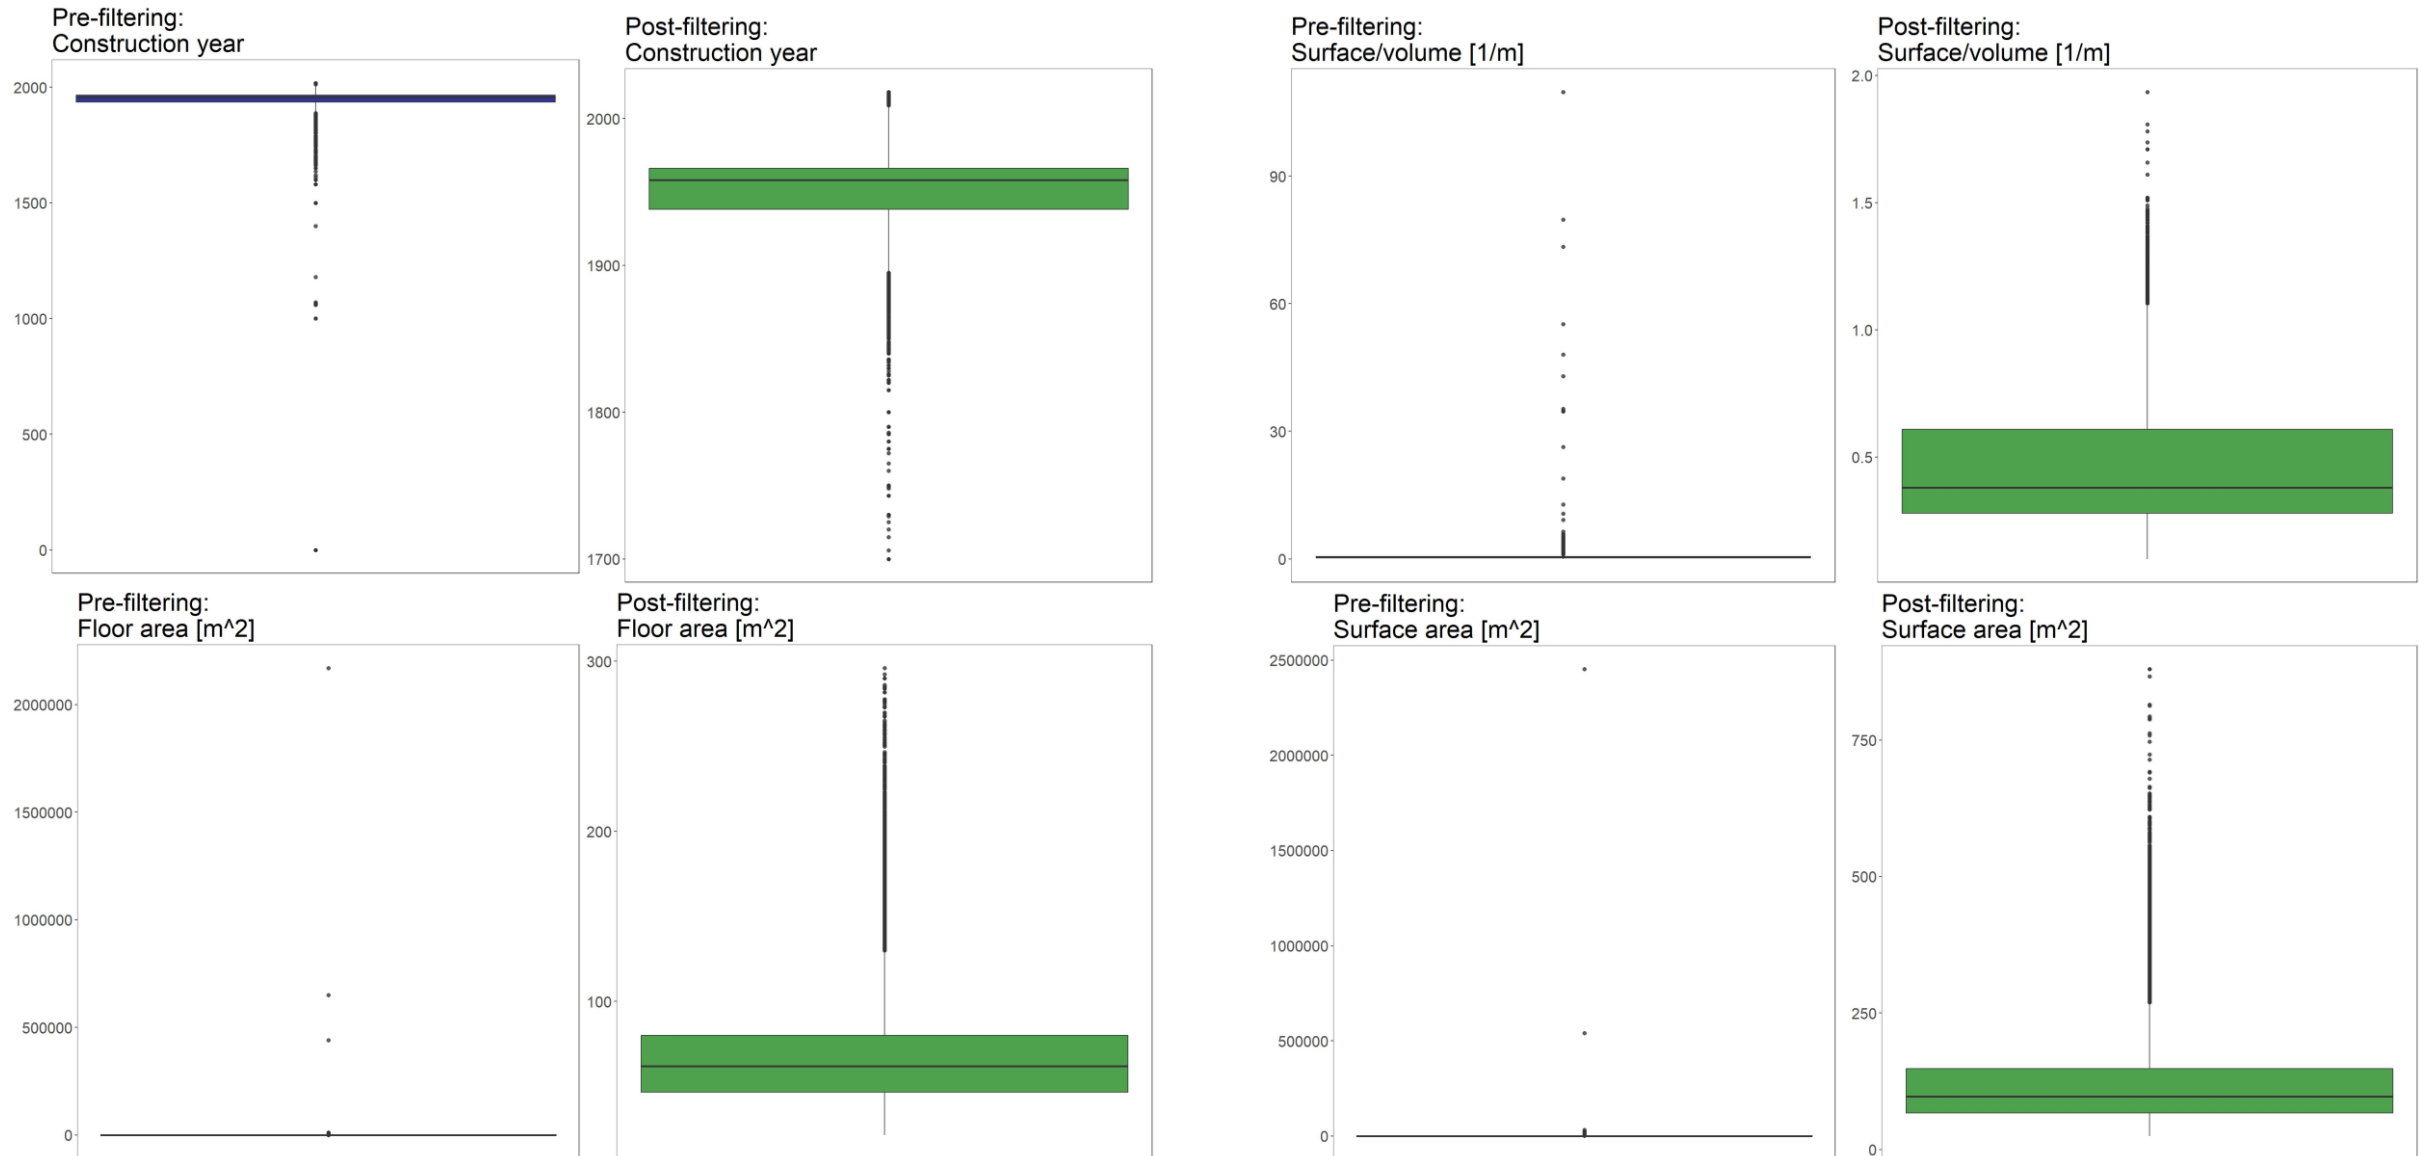 Pre-filtering:
Construction year
2000
1500
1000
500
0
Post-filtering:
Construction year
2000
1900
1800
1700
Pre-filtering:
Surface/volume [1/m]
90
60
30
0
Post-filtering:
Surface/volume [1/m]
2.0
1.5
1.0
0.5
Pre-filtering:
Floor area [m^2]
2000000
1500000
1000000
500000
0
Post-filtering:
Floor area [m^2]
300
200
100
Pre-filtering:
Surface area [m^2]
2500000
2000000
1500000
1000000
500000
0
Post-filtering:
Surface area [m^2]
750
500
250
0